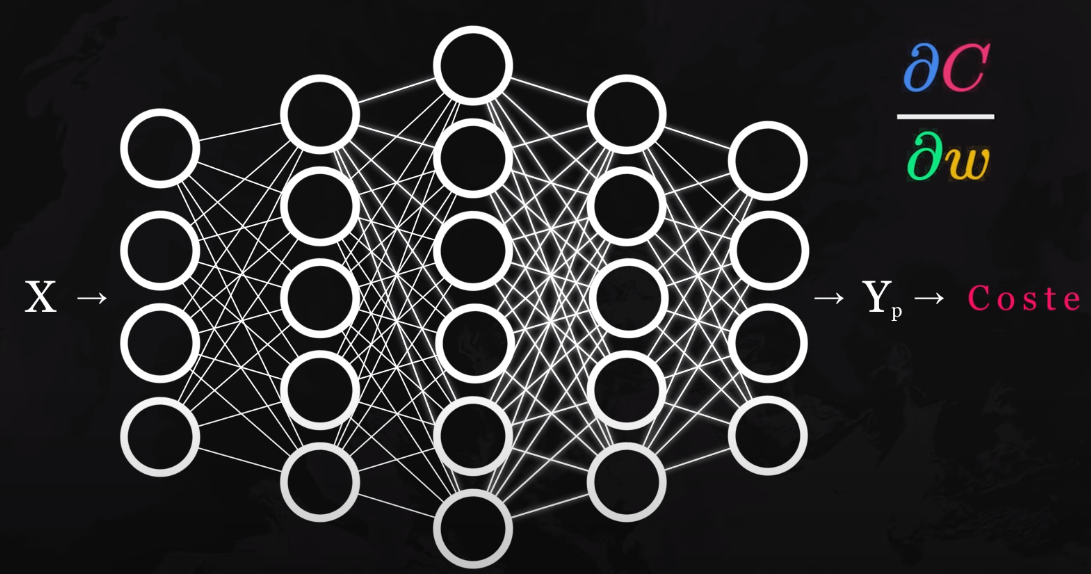 ∂C
∂w
X → → Yₚ → Coste